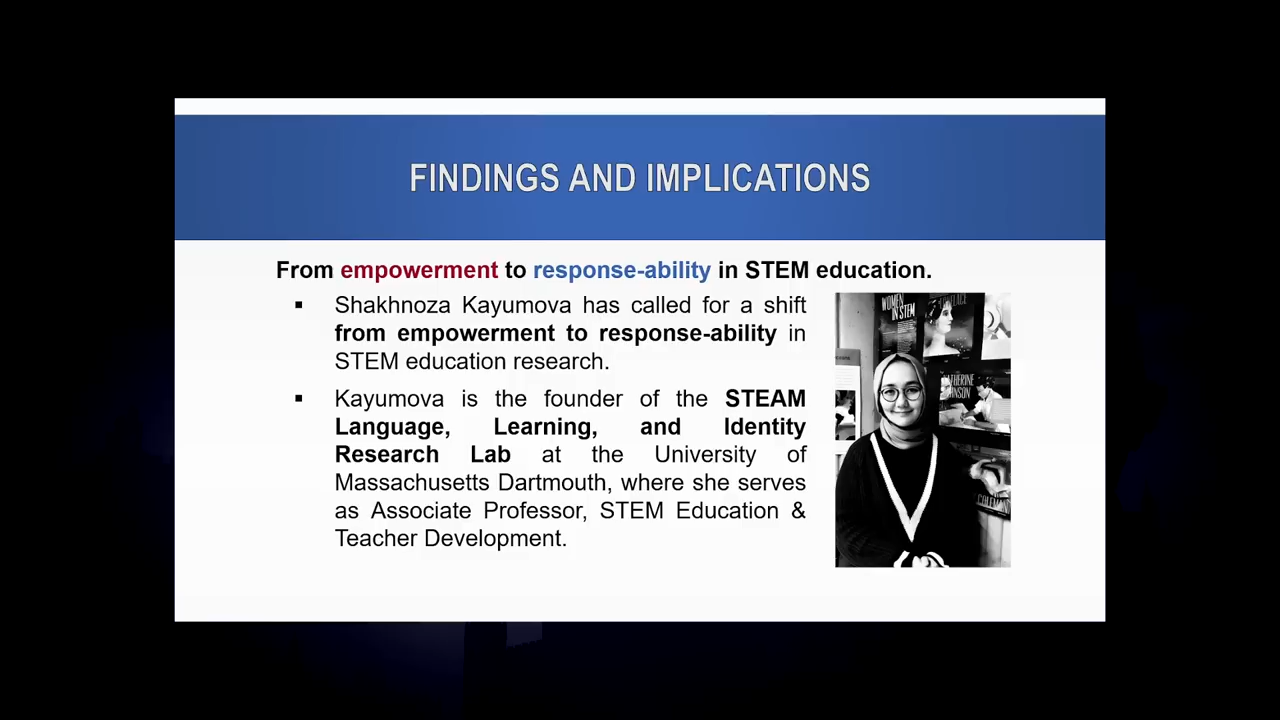 FINDINGS AND IMPLICATIONS
From empowerment to response-ability in STEM education.
▪ Shakhnoza Kayumova has called for a shift
from empowerment to response-ability in
STEM education research.
▪ Kayumova is the founder of the STEAM
Language, Learning, and Identity
Research Lab at the University of
Massachusetts Dartmouth, where she serves
as Associate Professor, STEM Education &
Teacher Development.
WOMEN
IN STEM